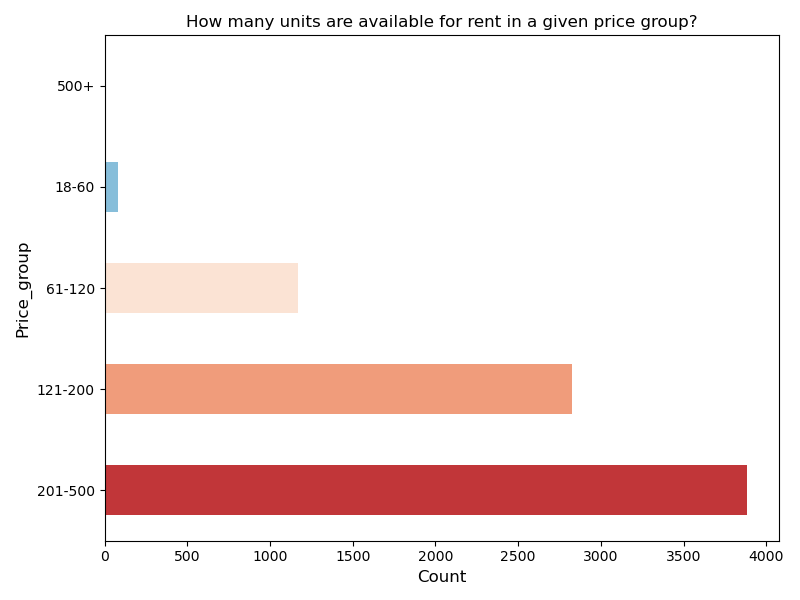 How many units are available for rent in a given price group?
Price_group
500+
18-60
61-120
121-200
201-500
0 500 1000 1500 2000 2500 3000 3500 4000
Count